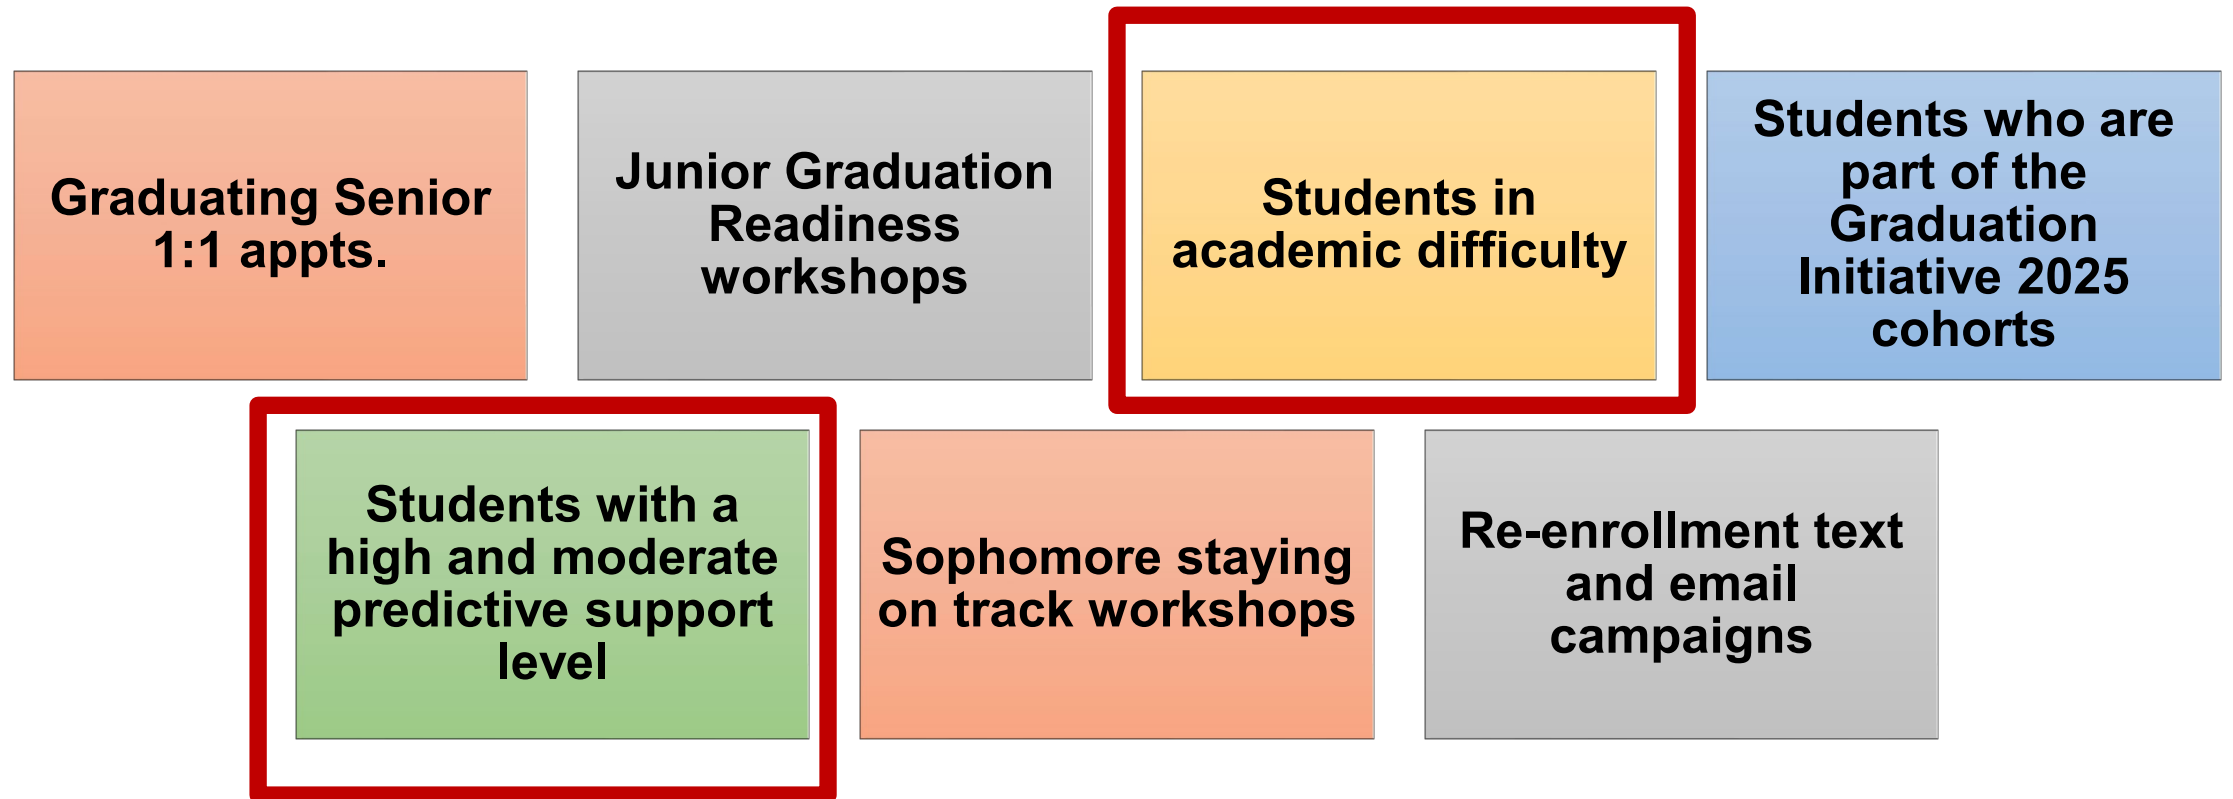 Graduating Senior
1:1 appts.
Junior Graduation
Readiness
workshops
Students in
academic difficulty
Students who are
part of the
Graduation
Initiative 2025
cohorts
Students with a
high and moderate
predictive support
level
Sophomore staying
on track workshops
Re-enrollment text
and email
campaigns